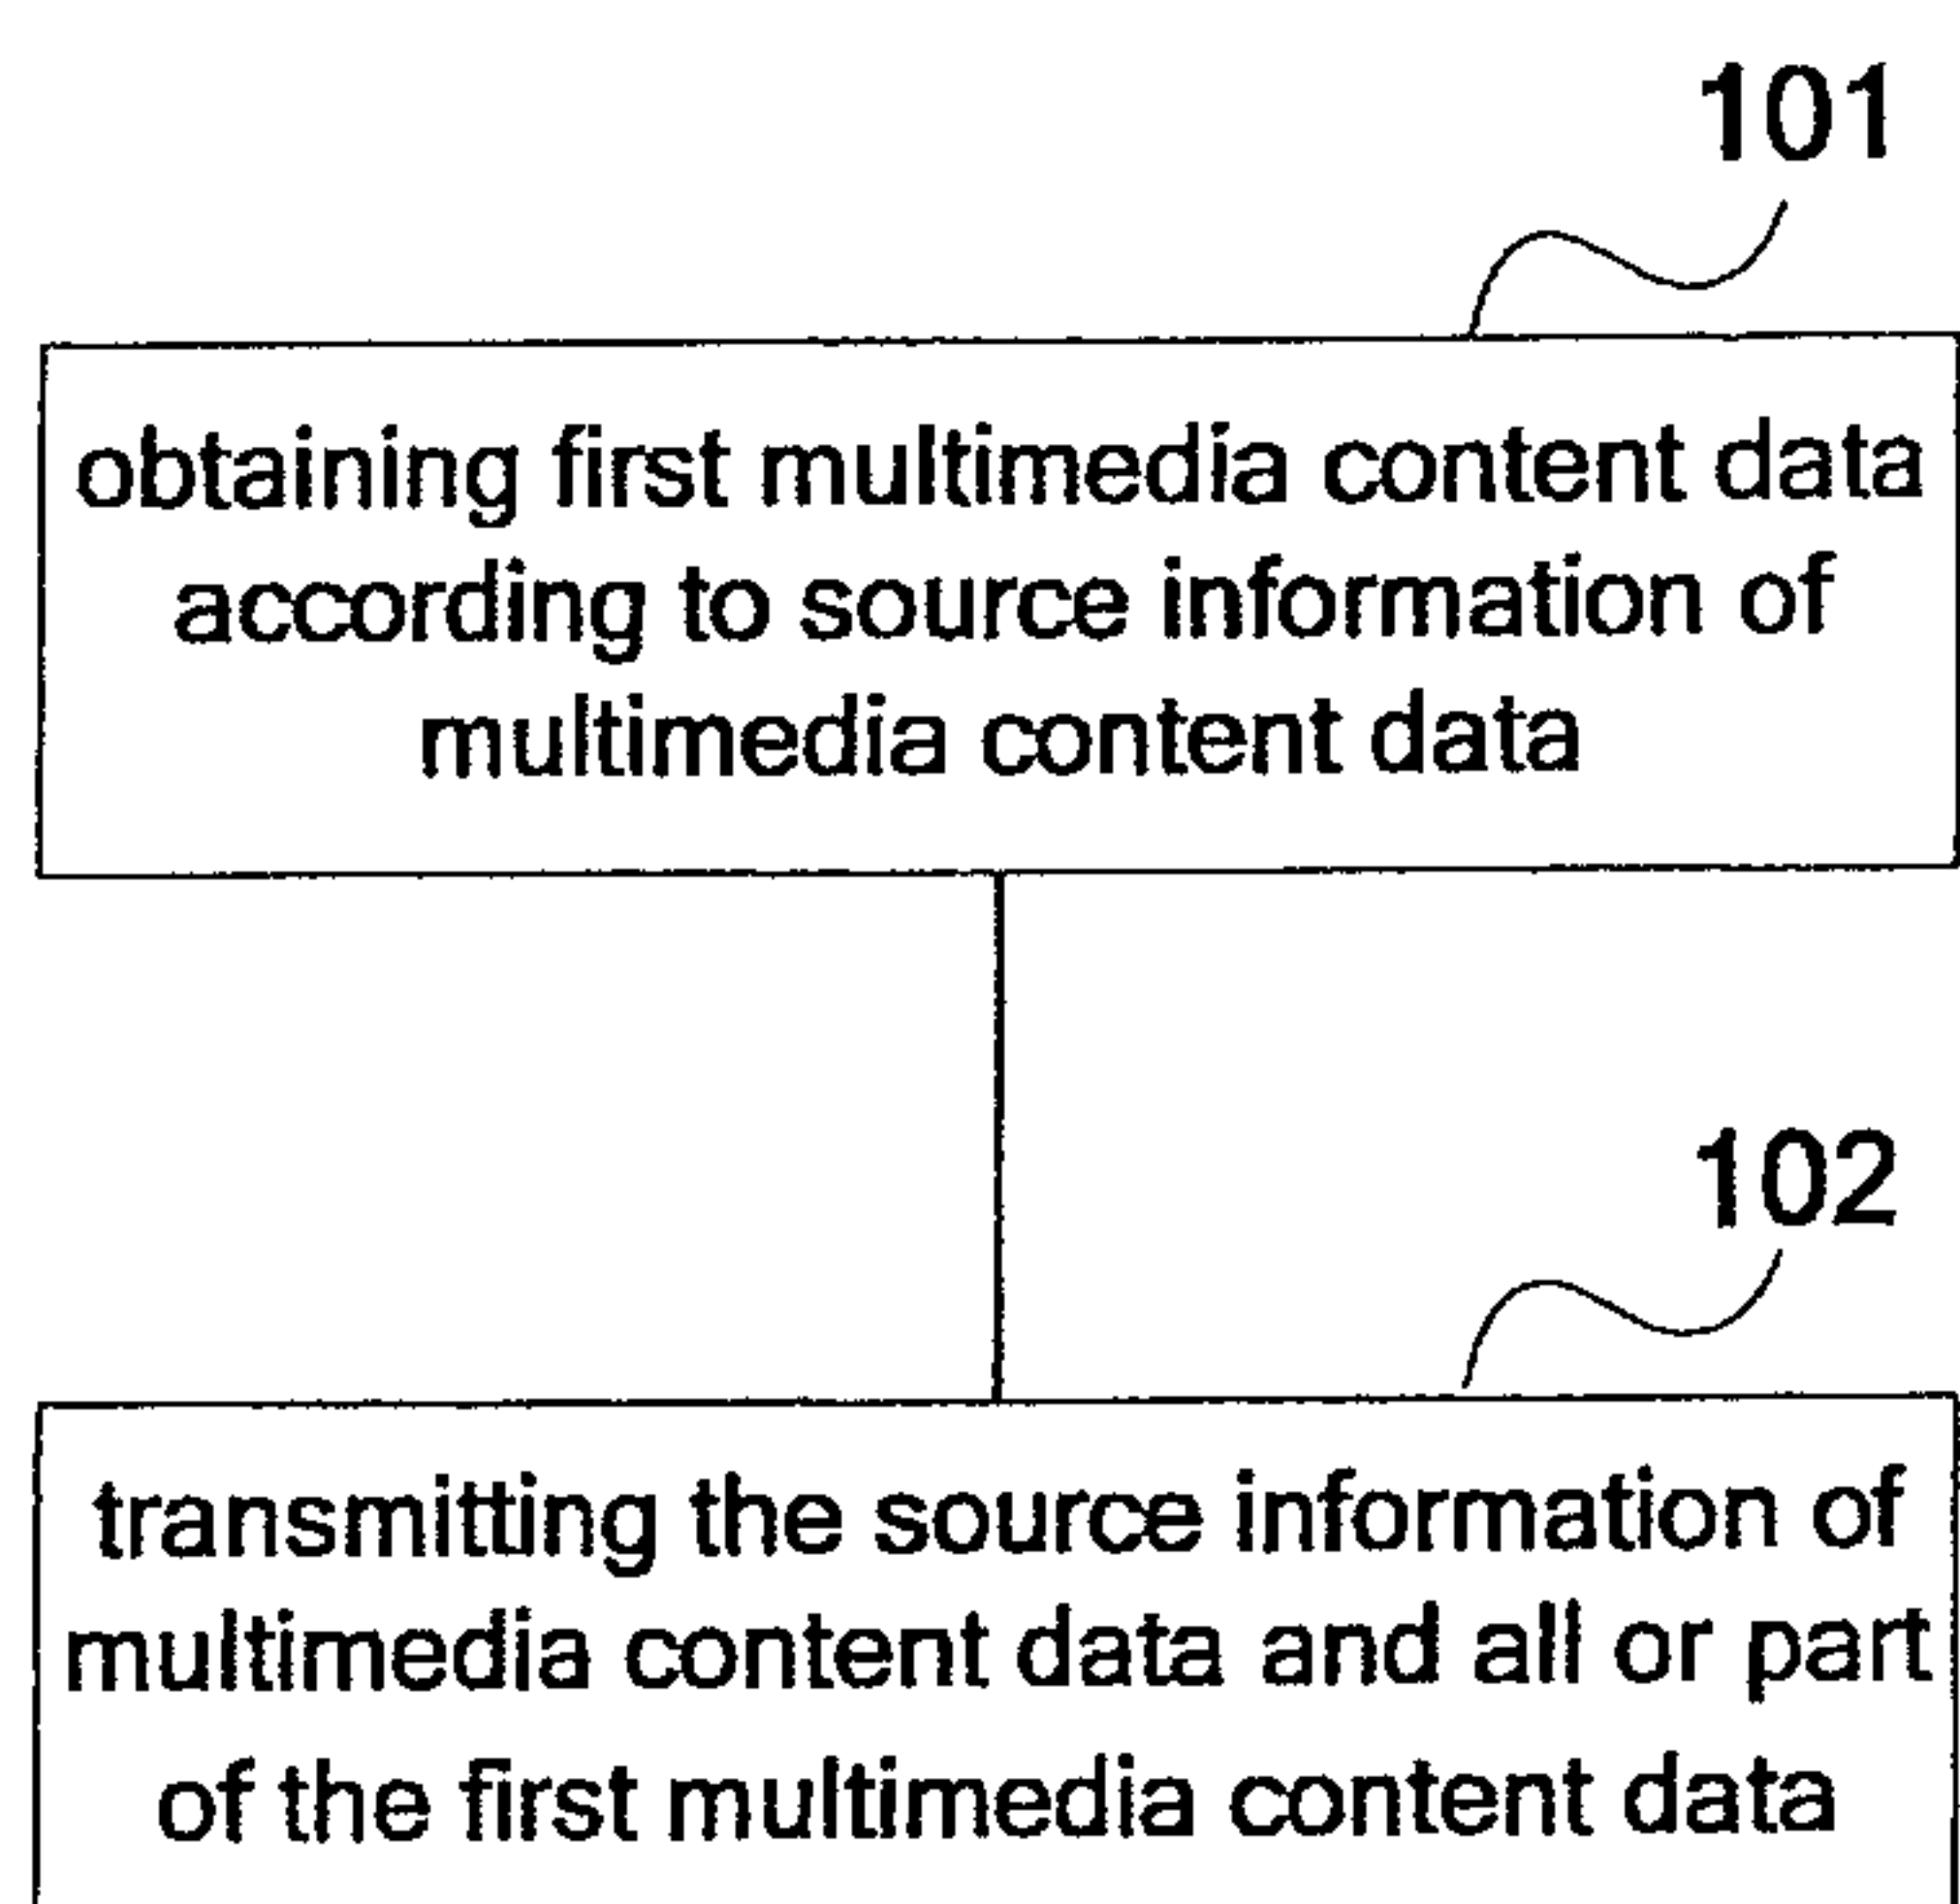 101
obtaining first multimedia content data
according to source information of
multimedia content data
102
transmitting the source information of
multimedia content data and all or part
of the first multimedia content data